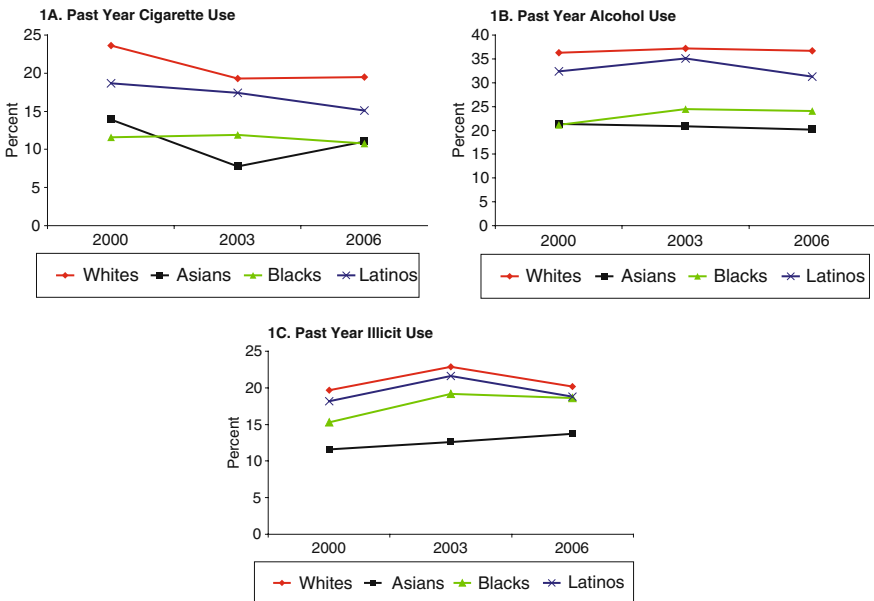 1A. Past Year Cigarette Use
Percent
25
20
15
10
5
0
2000 2003 2006
Whites Asians Blacks Latinos
1B. Past Year Alcohol Use
Percent
40
35
30
25
20
15
10
5
0
2000 2003 2006
Whites Asians Blacks Latinos
1C. Past Year Illicit Use
Percent
25
20
15
10
5
0
2000 2003 2006
Whites Asians Blacks Latinos